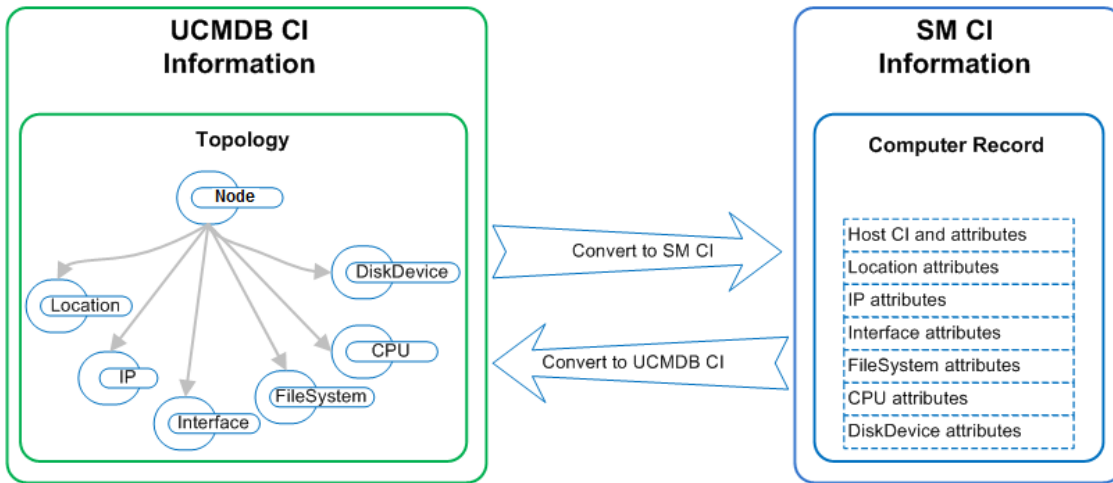 UCMDB CI
Information
Topology
Node
DiskDevice
Location
CPU
IP
FileSystem
Interface
Convert to SM CI
Convert to UCMDB CI
SM CI
Information
Computer Record
Host CI and attributes
Location attributes
IP attributes
Interface attributes
FileSystem attributes
CPU attributes
DiskDevice attributes